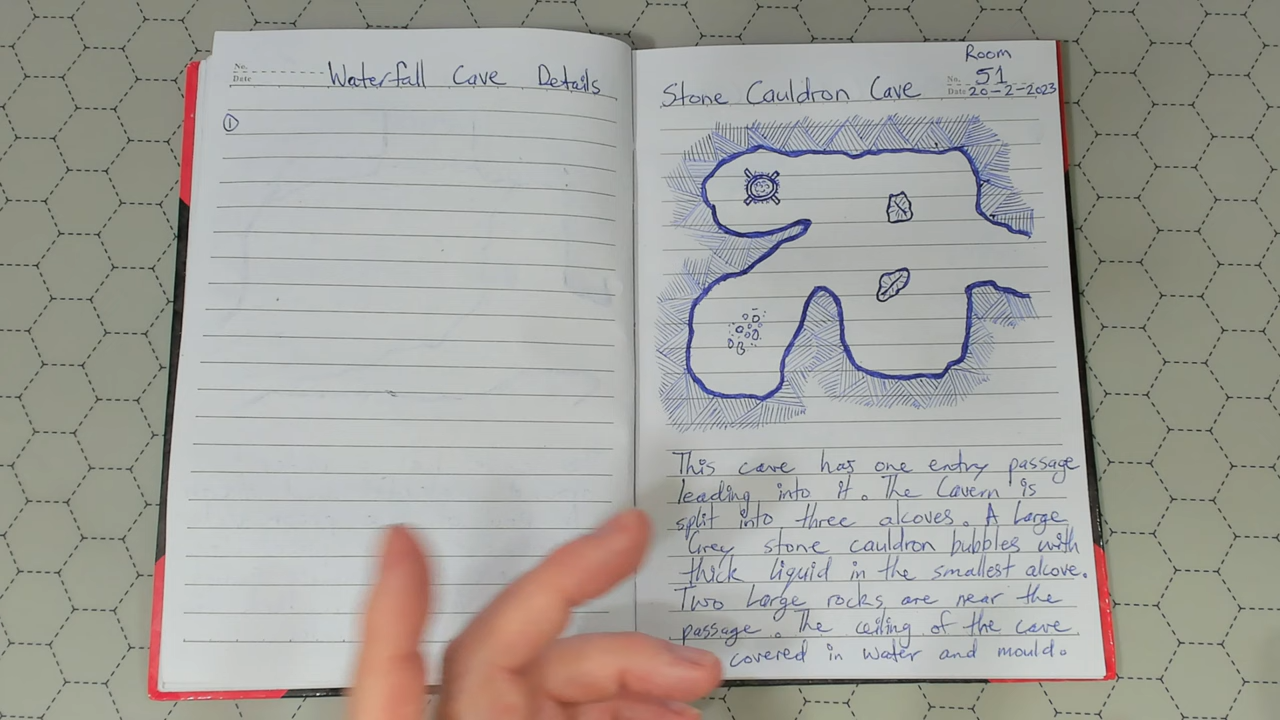 No.
Date
Waterfall Cave Details
①
Room
Stone Cauldron Cave
No. 51
Date 20-2-2023
This cave has one entry passage
leading into it. The Cavern is
split into three alcoves. A Large
Grey stone cauldron bubbles with
thick liquid in the smallest alcove.
Two Large rocks are near the
passage. The ceiling of the cave
covered in water and mould.